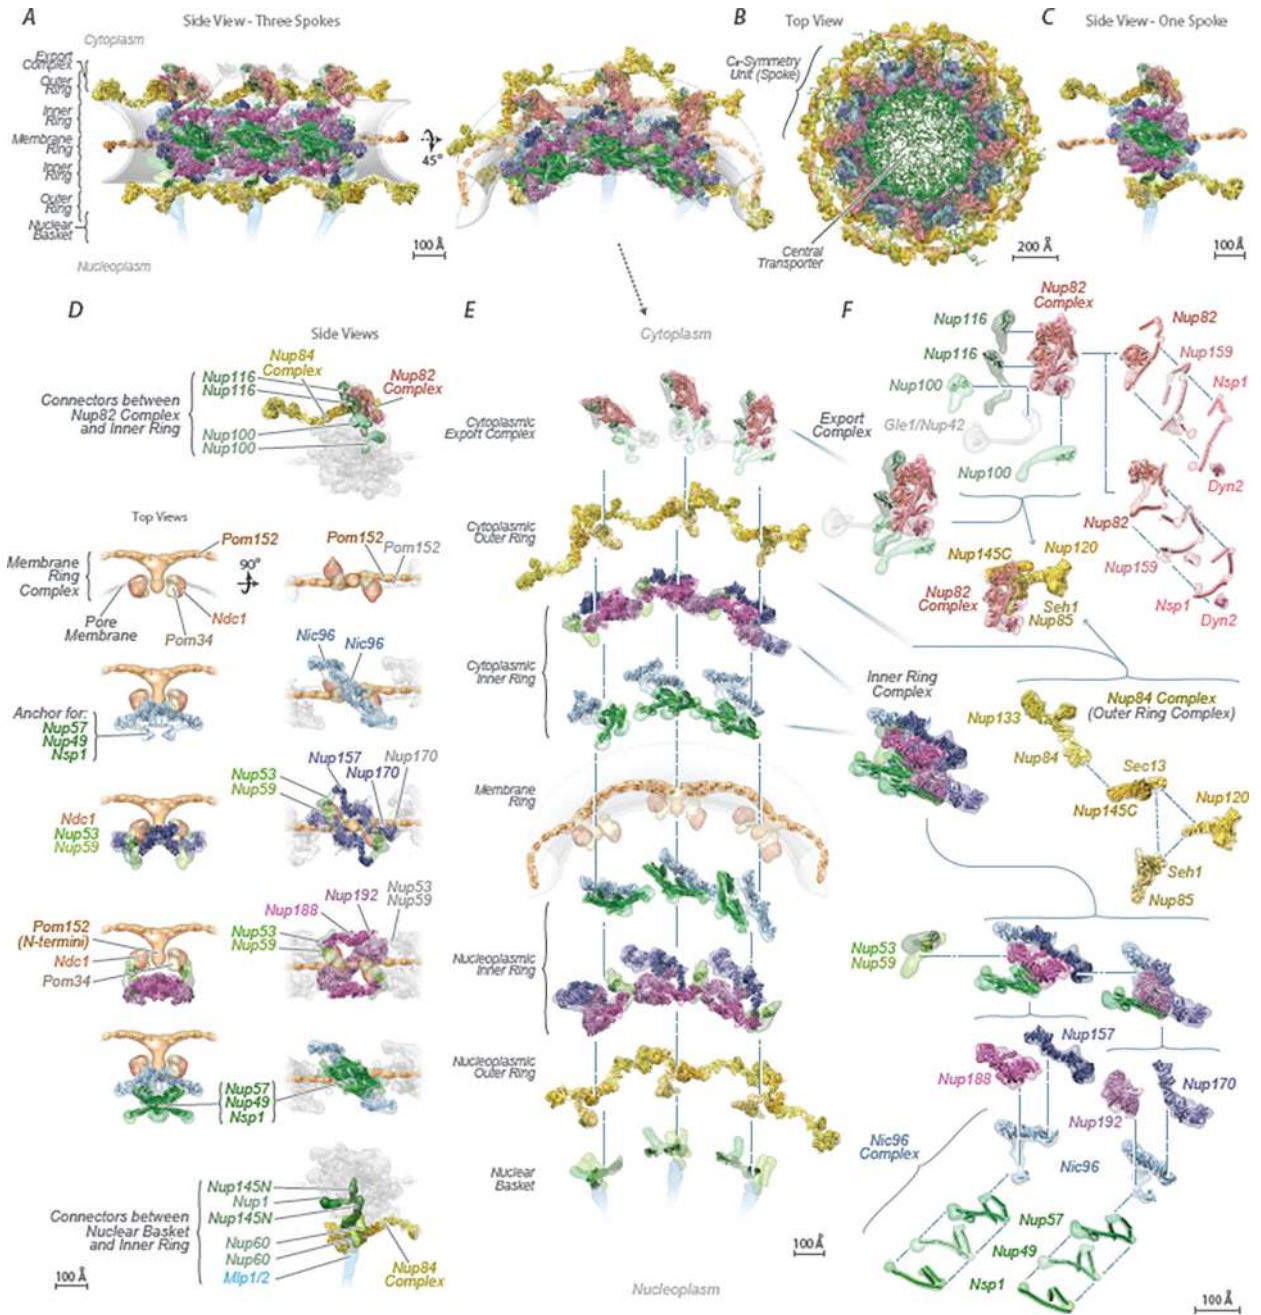 A
Side View - Three Spokes
Cytoplasm
Export
Complex
Outer
Ring
Inner
Ring
Membrane
Ring
Inner
Ring
Outer
Ring
Nuclear
Basket
Nucleoplasm
100 Å
45°
B
Top View
C₈-Symmetry
Unit (Spoke)
Central
Transporter
200 Å
C
Side View - One Spoke
100 Å
D
Side Views
Nup84
Complex
Nup116
Nup116
Nup82
Complex
Connectors between
Nup82 Complex
and Inner Ring
Nup100
Nup100
Top Views
Pom152
Membrane
Ring
Complex
90°
Pom152
Pom152
Pore
Membrane
Ndc1
Pom34
Nic96
Nic96
Anchor for:
Nup57
Nup49
Nsp1
Nup157
Nup170
Nup170
Nup53
Nup59
Ndc1
Nup53
Nup59
Nup192
Nup188
Nup53
Nup59
Nup53
Nup59
Pom152
(N-termini)
Ndc1
Pom34
Nup57
Nup49
Nsp1
Connectors between
Nuclear Basket
and Inner Ring
Nup145N
Nup1
Nup145N
Nup60
Nup60
Mlp1/2
Nup84
Complex
100 Å
E
Cytoplasm
Cytoplasmic
Export Complex
Cytoplasmic
Outer Ring
Cytoplasmic
Inner Ring
Membrane
Ring
Nucleoplasmic
Inner Ring
Nucleoplasmic
Outer Ring
Nuclear
Basket
100 Å
Nucleoplasm
F
Nup82
Complex
Nup116
Nup116
Nup100
Gle1/Nup42
Export
Complex
Nup100
Nup82
Nup159
Nsp1
Dyn2
Nup82
Nup159
Nsp1
Dyn2
Nup145C
Nup120
Nup82
Complex
Seh1
Nup85
Inner Ring
Complex
Nup84 Complex
(Outer Ring Complex)
Nup133
Nup84
Sec13
Nup145C
Nup120
Seh1
Nup85
Nup53
Nup59
Nup157
Nup188
Nup170
Nup192
Nic96
Complex
Nic96
Nup57
Nup49
Nsp1
100 Å